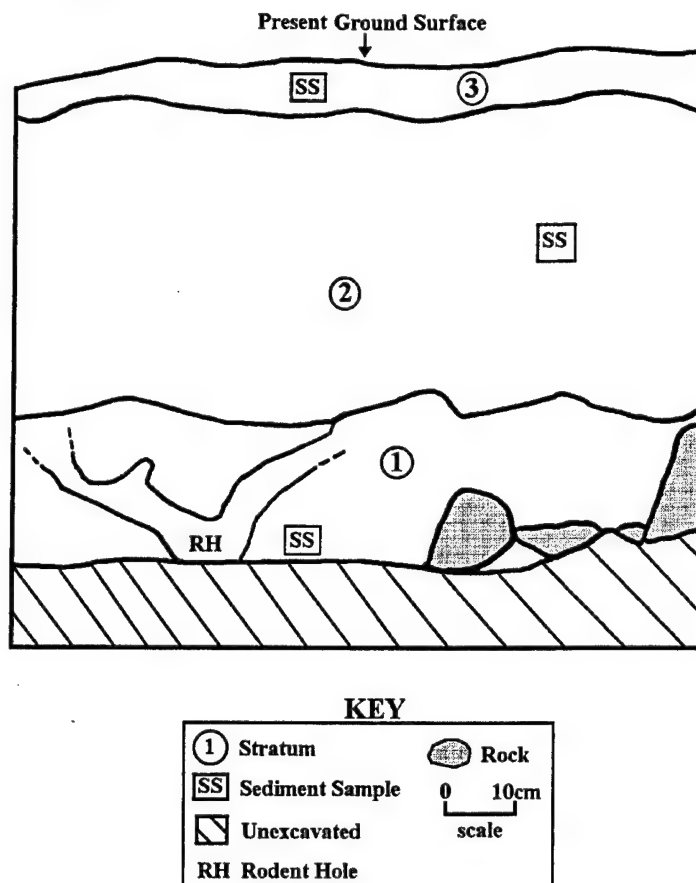 Present Ground Surface
SS
3
SS
2
1
RH
SS
KEY
1 Stratum
Rock
SS Sediment Sample
0 10cm
scale
Unexcavated
RH Rodent Hole